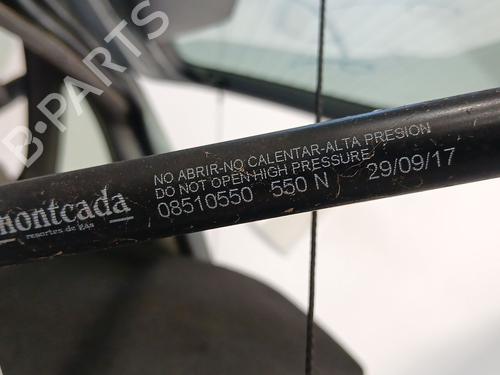 B-PARTS
montcada
resortes de gas
NO ABRIR-NO CALENTAR-ALTA PRESION
DO NOT OPEN HIGH PRESSURE
08510550 550 N 29/09/17